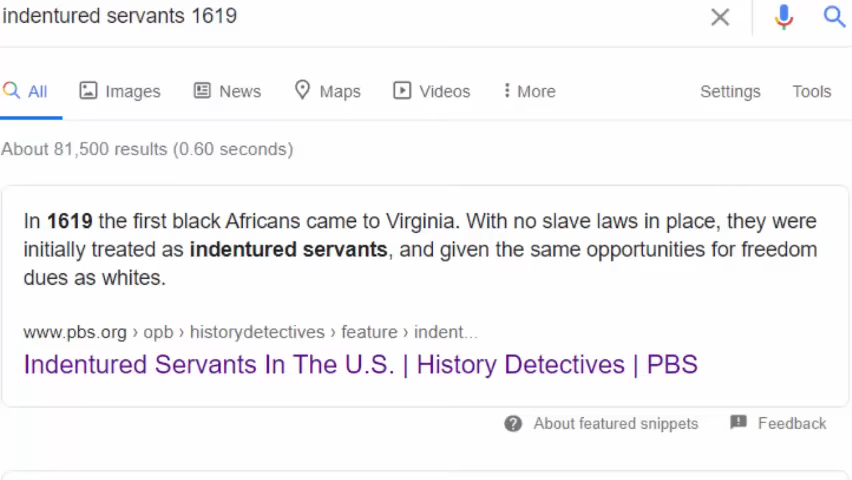 indentured servants 1619
All Images News Maps Videos More Settings Tools
About 81,500 results (0.60 seconds)
In 1619 the first black Africans came to Virginia. With no slave laws in place, they were
initially treated as indentured servants, and given the same opportunities for freedom
dues as whites.
www.pbs.org › opb › historydetectives › feature › indent...
Indentured Servants In The U.S. | History Detectives | PBS
About featured snippets Feedback